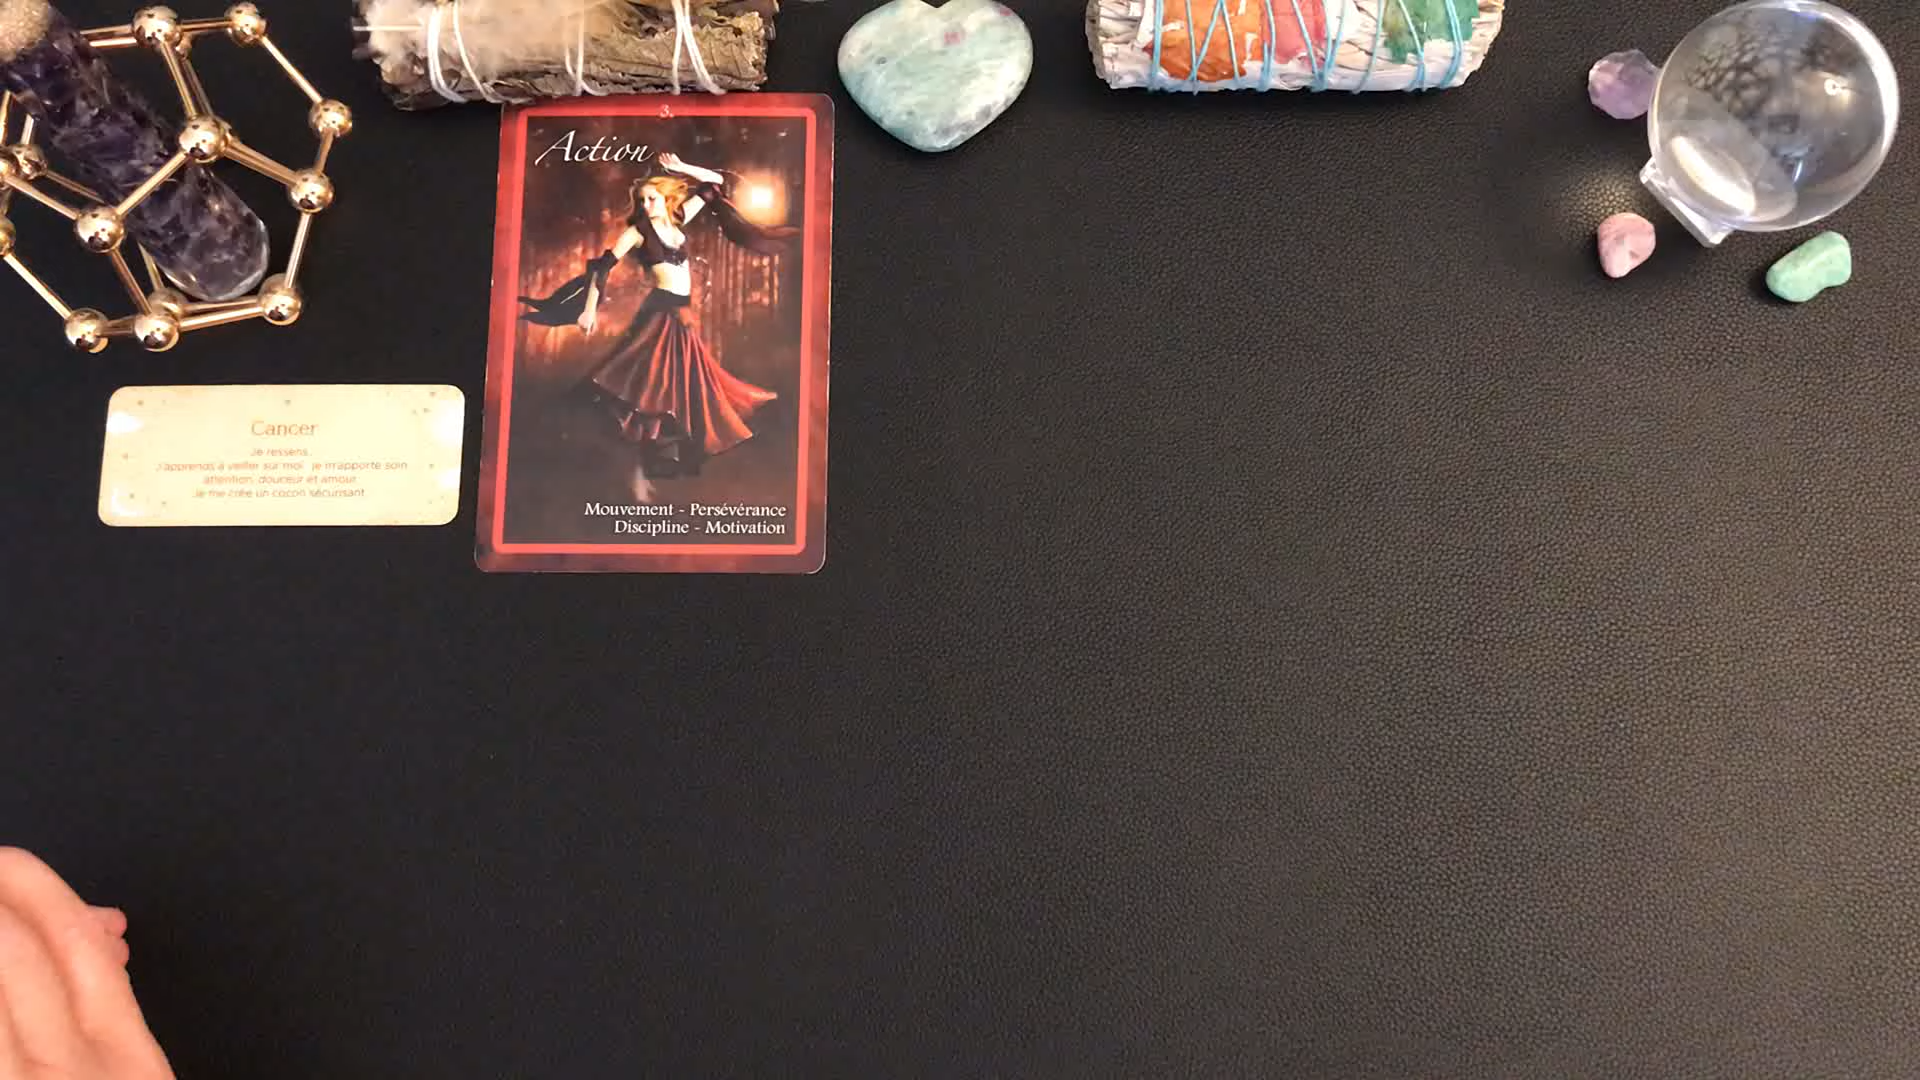 3.
Action
Mouvement - Persévérance
Discipline - Motivation
Cancer
Je ressens.
J'apprends à veiller sur moi, je m'apporte soin
attention, douceur et amour.
Je me crée un cocon sécurisant.